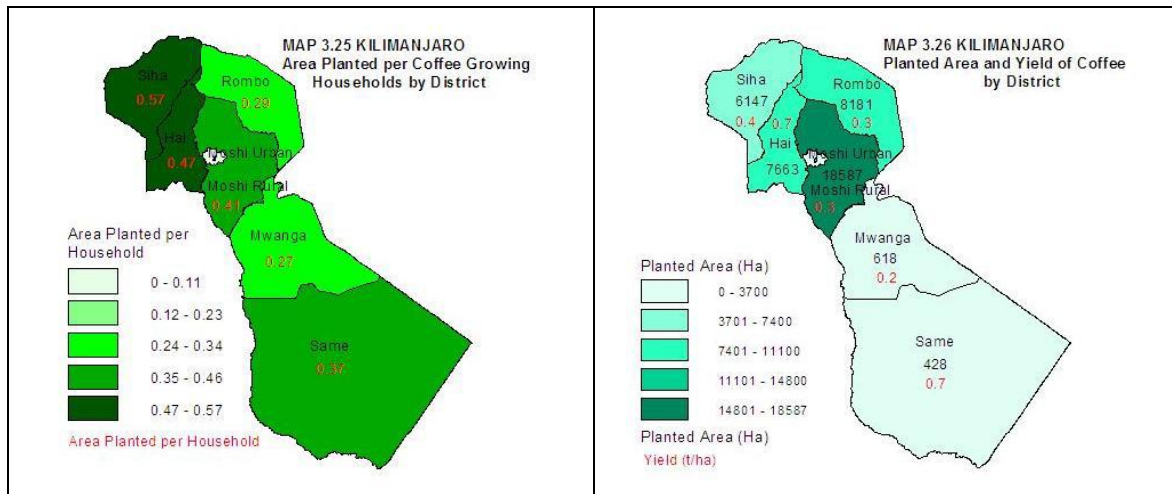 MAP 3.25 KILIMANJARO
Area Planted per Coffee Growing
Households by District
Siha
0.57
Rombo
0.29
Hai
0.47
Moshi Urban
Moshi Rural
0.41
Mwanga
0.27
Same
0.37
Area Planted per
Household
0 - 0.11
0.12 - 0.23
0.24 - 0.34
0.35 - 0.46
0.47 - 0.57
Area Planted per Household
MAP 3.26 KILIMANJARO
Planted Area and Yield of Coffee
by District
Siha
6147
0.4
Rombo
8181
0.3
0.7
Hai
7663
Moshi Urban
18587
Moshi Rural
0.3
Mwanga
618
0.2
Same
428
0.7
Planted Area (Ha)
0 - 3700
3701 - 7400
7401 - 11100
11101 - 14800
14801 - 18587
Planted Area (Ha)
Yield (t/ha)